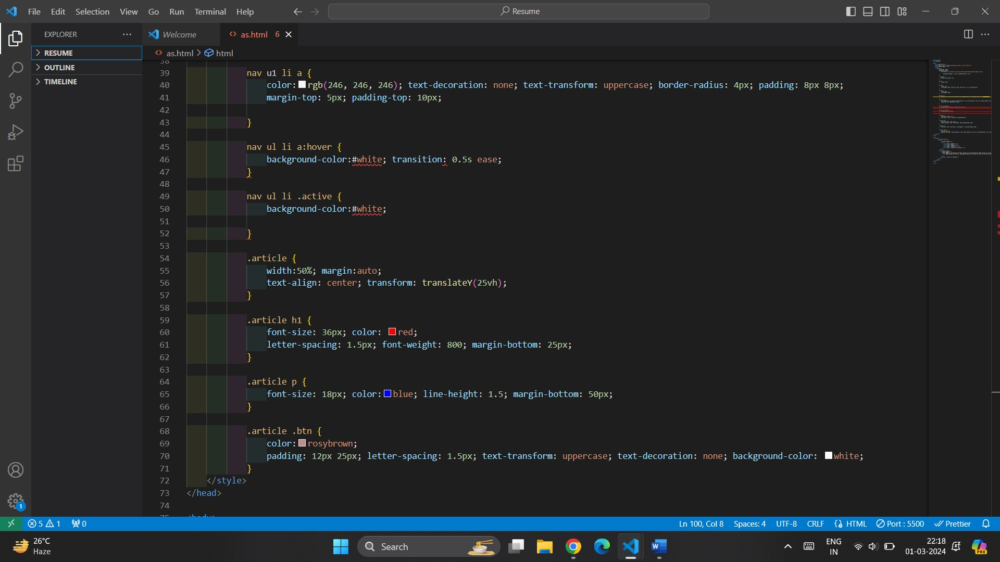 File Edit Selection View Go Run Terminal Help
Resume
EXPLORER
Welcome
as.html 6
RESUME
OUTLINE
TIMELINE
as.html > html
38
39 nav u1 li a {
40 color: rgb(246, 246, 246); text-decoration: none; text-transform: uppercase; border-radius: 4px; padding: 8px 8px;
41 margin-top: 5px; padding-top: 10px;
42
43 }
44
45 nav ul li a:hover {
46 background-color:#white; transition: 0.5s ease;
47 }
48
49 nav ul li .active {
50 background-color:#white;
51
52 }
53
54 .article {
55 width:50%; margin:auto;
56 text-align: center; transform: translateY(25vh);
57 }
58
59 .article h1 {
60 font-size: 36px; color: red;
61 letter-spacing: 1.5px; font-weight: 800; margin-bottom: 25px;
62 }
63
64 .article p {
65 font-size: 18px; color: blue; line-height: 1.5; margin-bottom: 50px;
66 }
67
68 .article .btn {
69 color: rosybrown;
70 padding: 12px 25px; letter-spacing: 1.5px; text-transform: uppercase; text-decoration: none; background-color: white;
71 }
72 </style>
73 </head>
74
75 <body>
1
5 1 0
Ln 100, Col 8 Spaces: 4 UTF-8 CRLF HTML Port : 5500 Prettier
26°C
Haze
Search
ENG
IN
22:18
01-03-2024
PRE